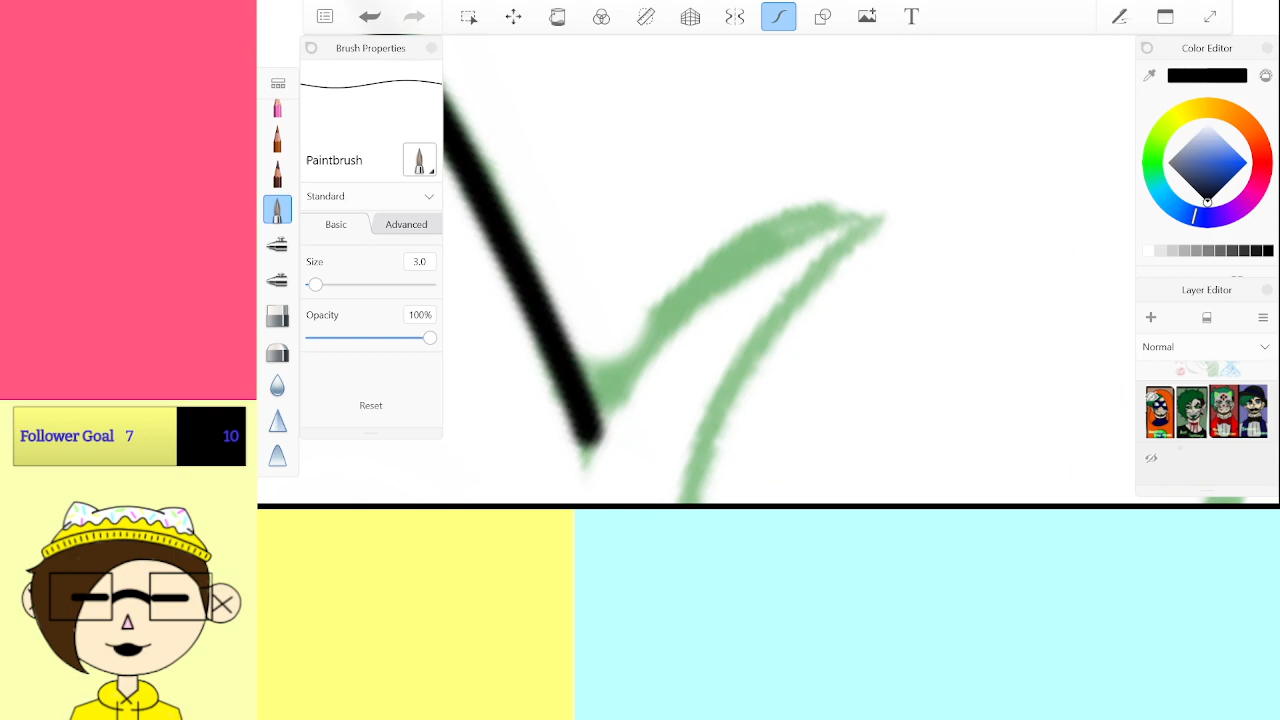 T
Brush Properties
Color Editor
Paintbrush
Standard
Basic
Advanced
Size
3.0
Opacity
100%
Reset
Layer Editor
Normal
Follower Goal 7
10